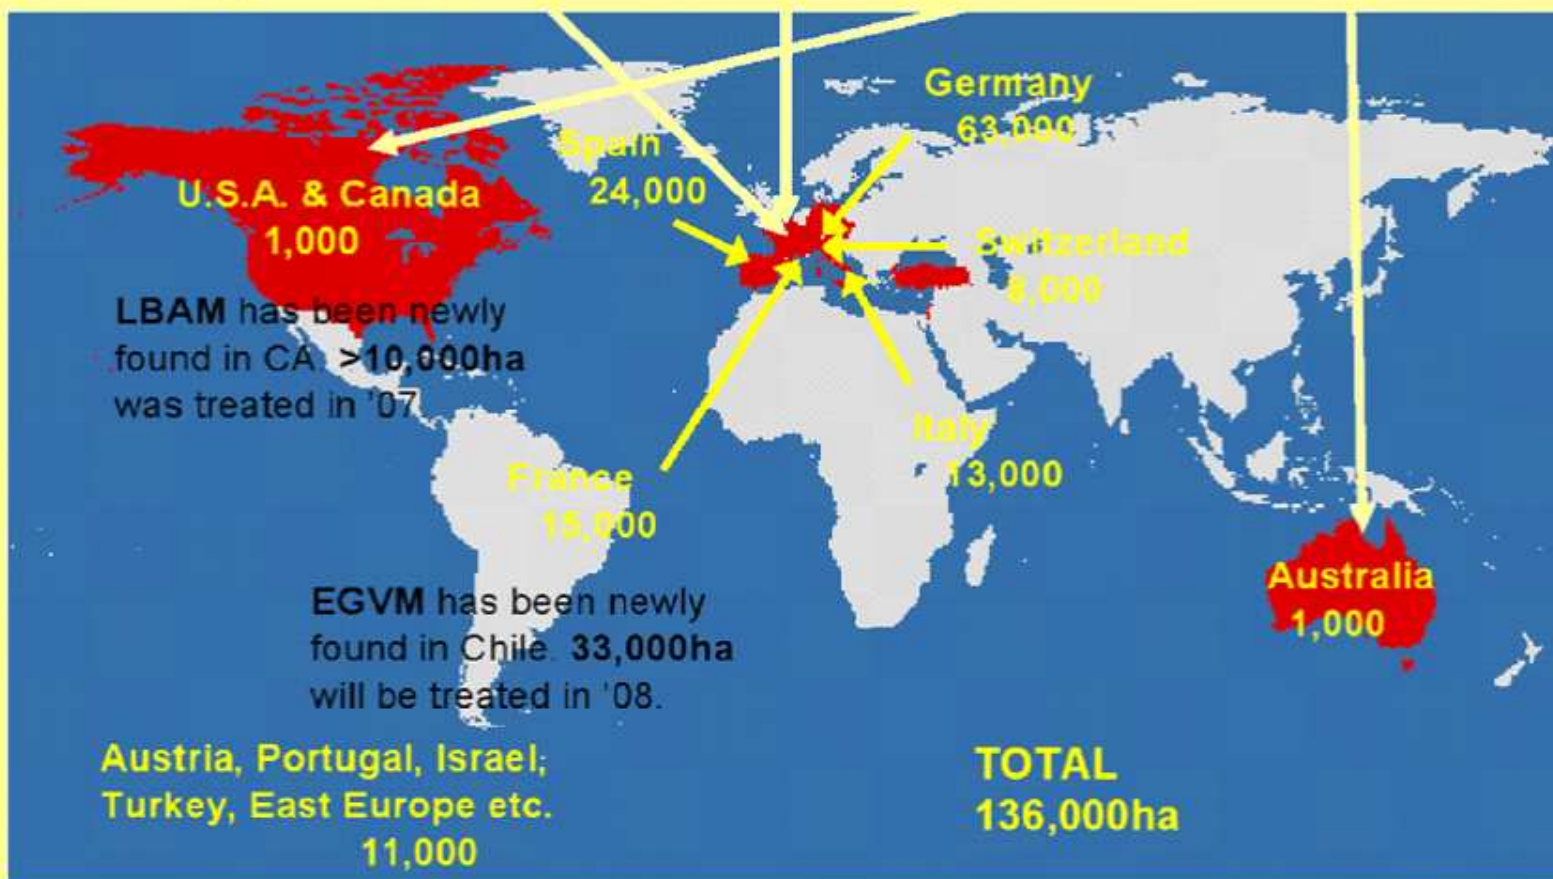 Germany
63,000
Spain
24,000
U.S.A. & Canada
1,000
Switzerland
8,000
LBAM has been newly
found in CA. >10,000ha
was treated in '07
Italy
13,000
France
15,000
Australia
1,000
EGVM has been newly
found in Chile. 33,000ha
will be treated in '08.
Austria, Portugal, Israel;
Turkey, East Europe etc.
11,000
TOTAL
136,000ha